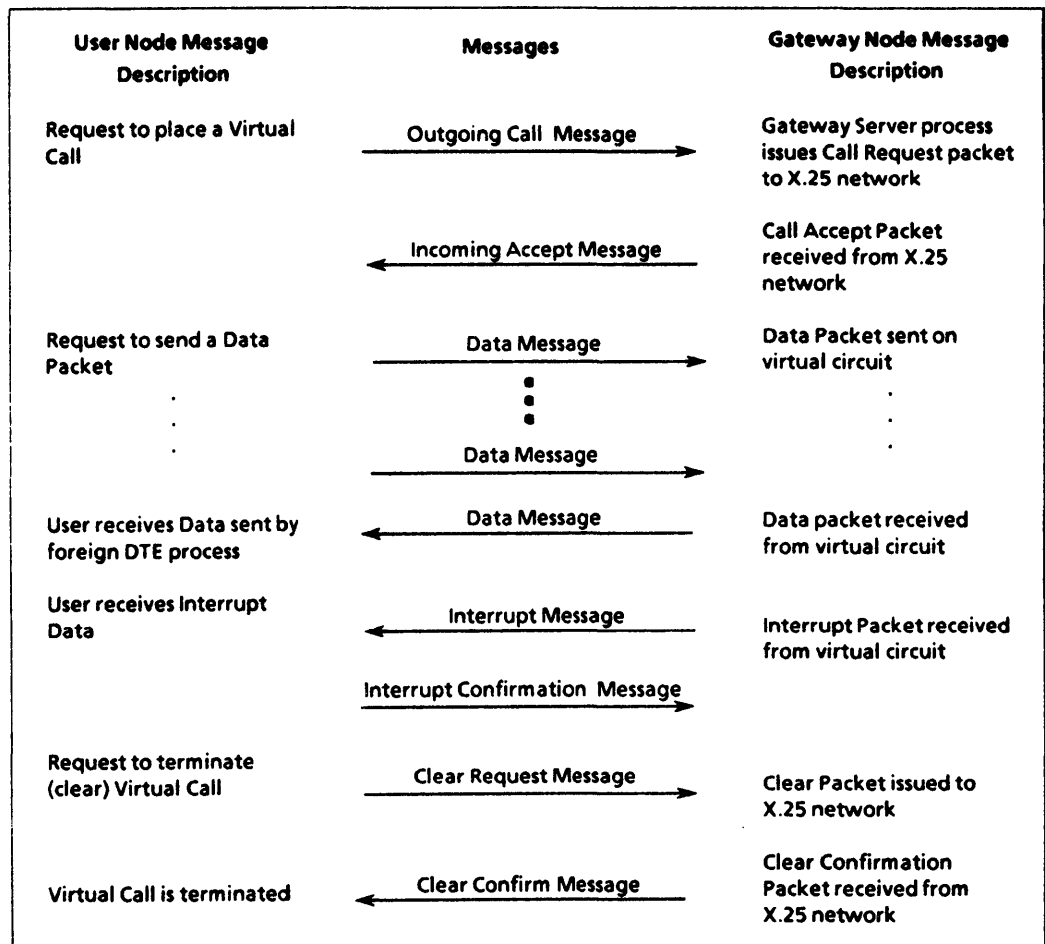 User Node Message
Description
Messages
Gateway Node Message
Description
Request to place a Virtual
Call
Outgoing Call Message
Gateway Server process
issues Call Request packet
to X.25 network
Incoming Accept Message
Call Accept Packet
received from X.25
network
Request to send a Data
Packet
Data Message
Data Packet sent on
virtual circuit
Data Message
User receives Data sent by
foreign DTE process
Data Message
Data packet received
from virtual circuit
User receives Interrupt
Data
Interrupt Message
Interrupt Packet received
from virtual circuit
Interrupt Confirmation Message
Request to terminate
(clear) Virtual Call
Clear Request Message
Clear Packet issued to
X.25 network
Virtual Call is terminated
Clear Confirm Message
Clear Confirmation
Packet received from
X.25 network